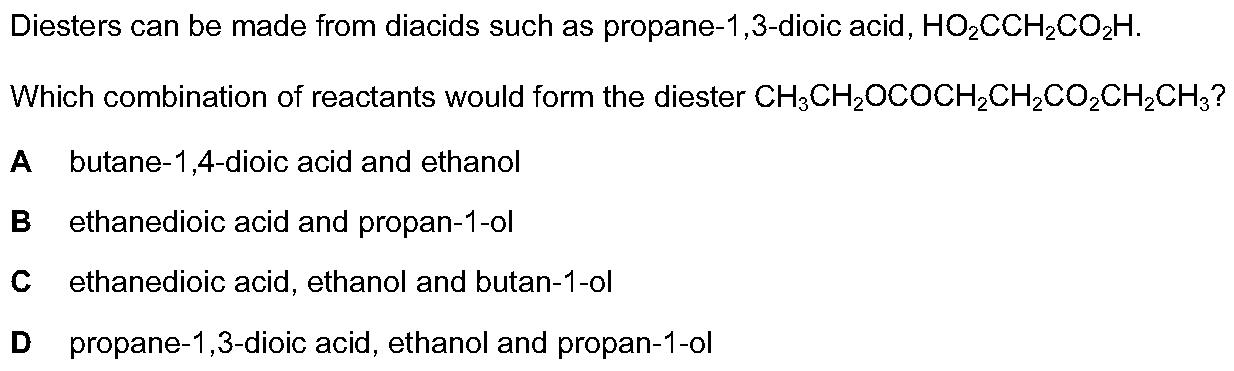 Diesters can be made from diacids such as propane-1,3-dioic acid, HO₂CCH₂CO₂H.
Which combination of reactants would form the diester CH₃CH₂OCOCH₂CH₂CO₂CH₂CH₃?
A butane-1,4-dioic acid and ethanol
B ethanedioic acid and propan-1-ol
C ethanedioic acid, ethanol and butan-1-ol
D propane-1,3-dioic acid, ethanol and propan-1-ol